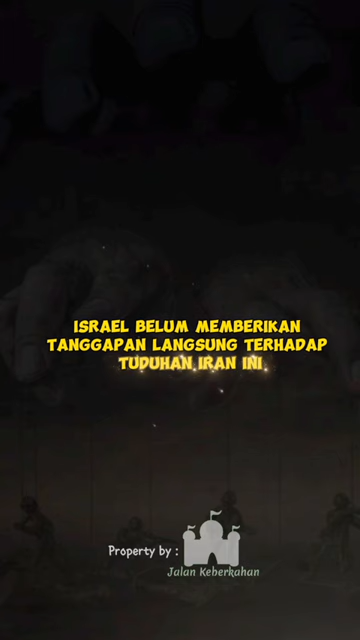 ISRAEL BELUM MEMBERIKAN
TANGGAPAN LANGSUNG TERHADAP
TUDUHAN IRAN INI
Property by :
Jalan Keberkahan